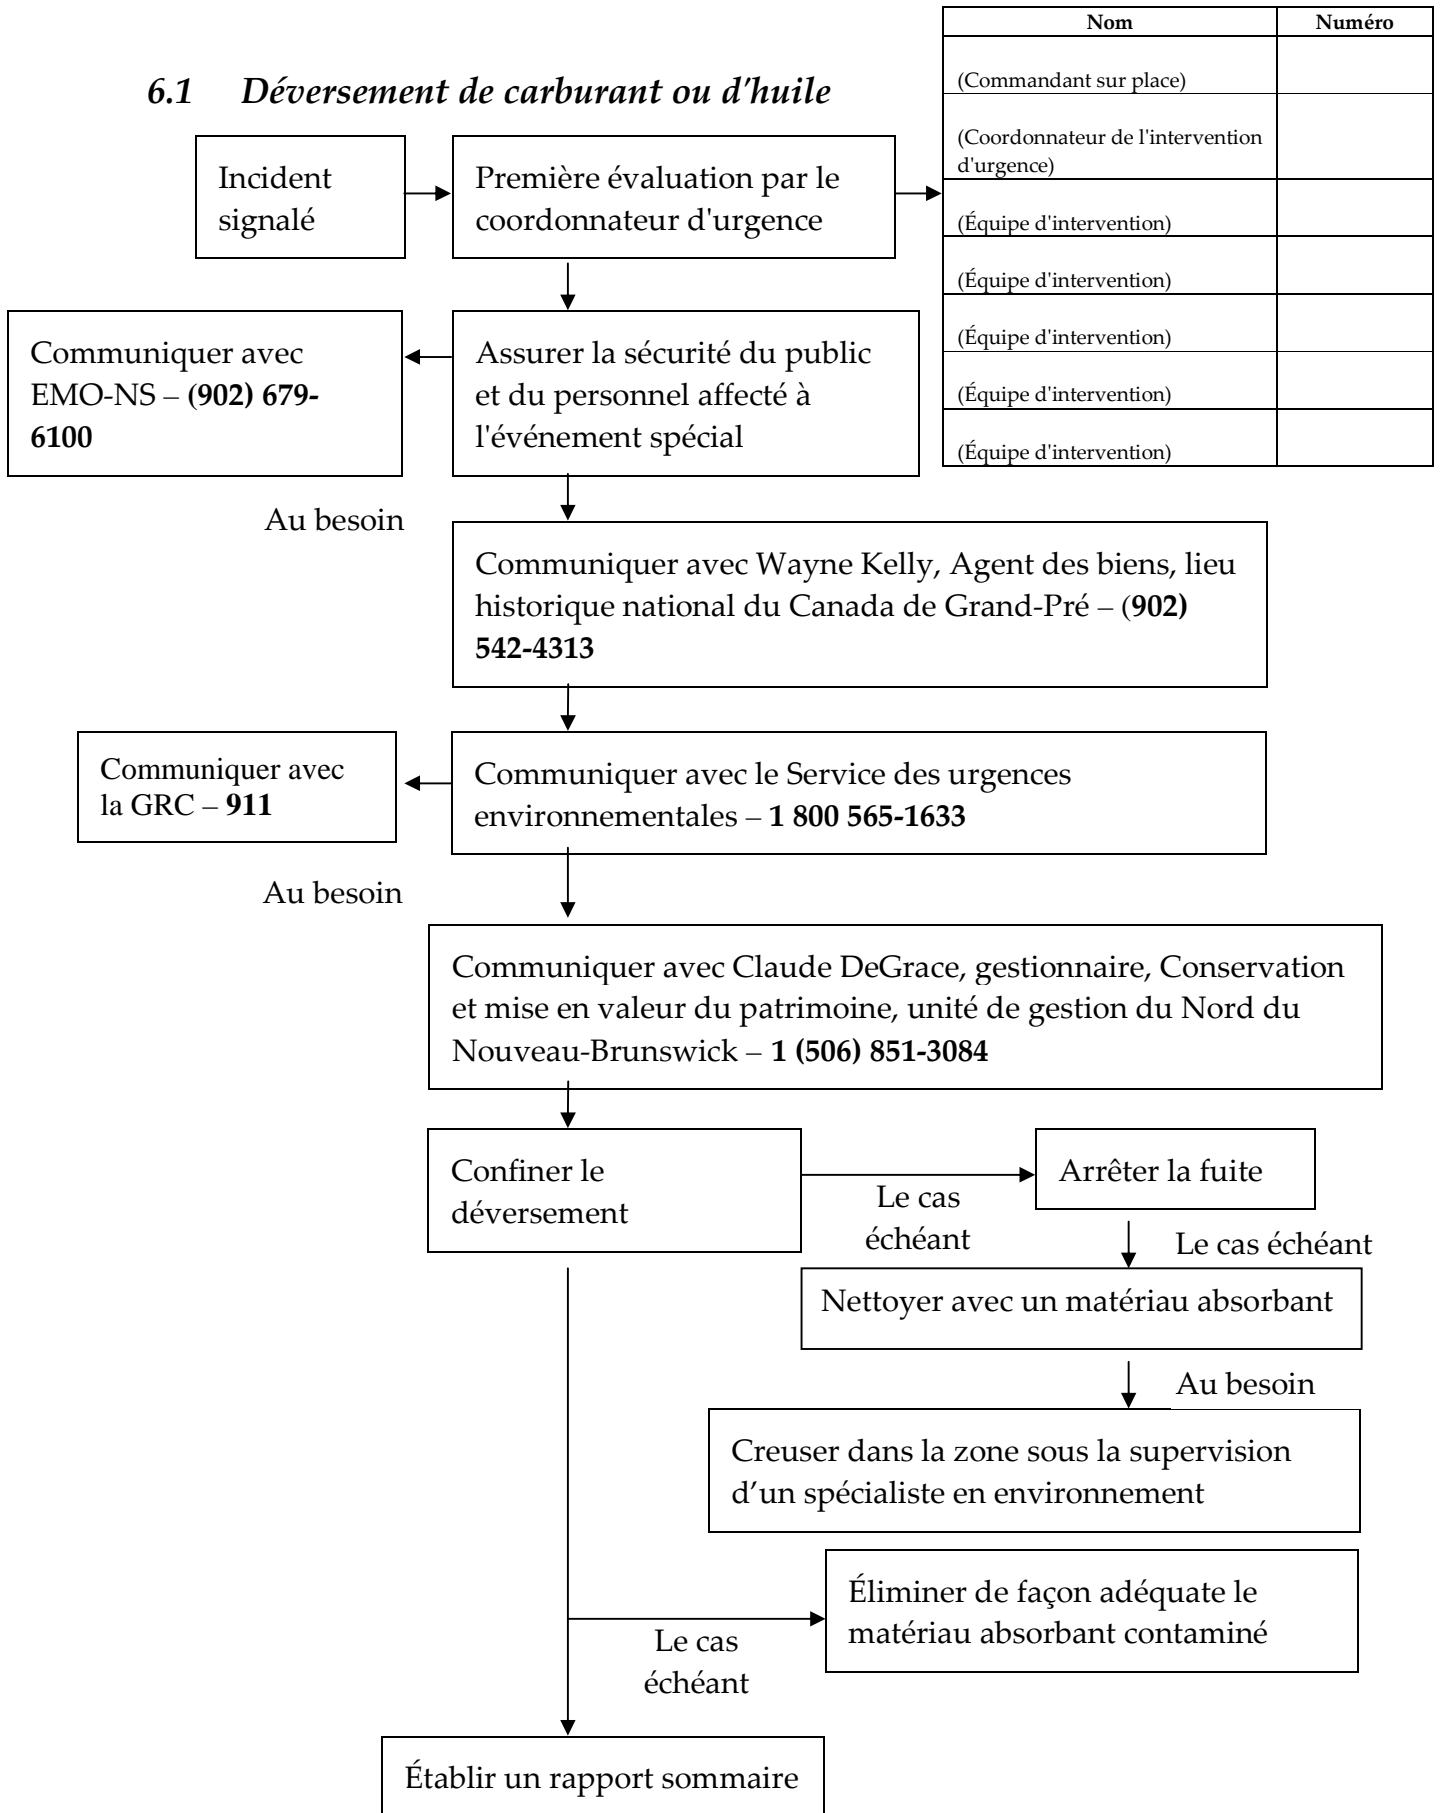 6.1 Déversement de carburant ou d'huile
Nom Numéro
(Commandant sur place)
(Coordonnateur de l'intervention
d'urgence)
(Équipe d'intervention)
(Équipe d'intervention)
(Équipe d'intervention)
(Équipe d'intervention)
(Équipe d'intervention)
Incident
signalé
Première évaluation par le
coordonnateur d'urgence
Communiquer avec
EMO-NS – (902) 679-
6100
Assurer la sécurité du public
et du personnel affecté à
l'événement spécial
Au besoin
Communiquer avec Wayne Kelly, Agent des biens, lieu
historique national du Canada de Grand-Pré – (902)
542-4313
Communiquer avec
la GRC – 911
Communiquer avec le Service des urgences
environnementales – 1 800 565-1633
Au besoin
Communiquer avec Claude DeGrace, gestionnaire, Conservation
et mise en valeur du patrimoine, unité de gestion du Nord du
Nouveau-Brunswick – 1 (506) 851-3084
Confiner le
déversement
Le cas
échéant
Arrêter la fuite
Le cas échéant
Nettoyer avec un matériau absorbant
Au besoin
Creuser dans la zone sous la supervision
d’un spécialiste en environnement
Éliminer de façon adéquate le
matériau absorbant contaminé
Le cas
échéant
Établir un rapport sommaire